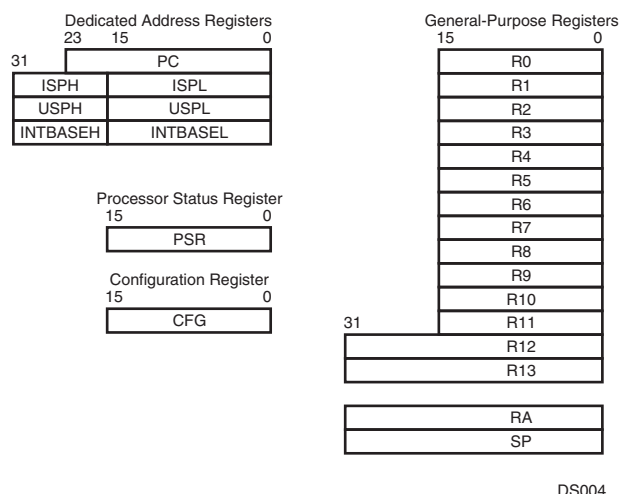 Dedicated Address Registers
23 15 0
31
PC
ISPH ISPL
USPH USPL
INTBASEH INTBASEL
Processor Status Register
15 0
PSR
Configuration Register
15 0
CFG
General-Purpose Registers
15 0
R0
R1
R2
R3
R4
R5
R6
R7
R8
R9
R10
31 R11
R12
R13
RA
SP
DS004